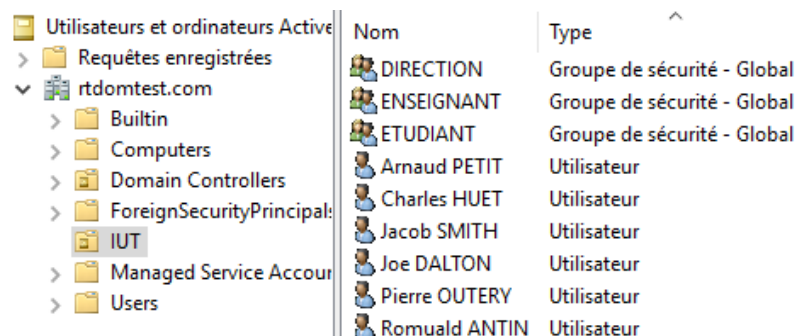 Utilisateurs et ordinateurs Active
Requêtes enregistrées
rtdomtest.com
Builtin
Computers
Domain Controllers
ForeignSecurityPrincipals
IUT
Managed Service Accour
Users
Nom Type
DIRECTION Groupe de sécurité - Global
ENSEIGNANT Groupe de sécurité - Global
ETUDIANT Groupe de sécurité - Global
Arnaud PETIT Utilisateur
Charles HUET Utilisateur
Jacob SMITH Utilisateur
Joe DALTON Utilisateur
Pierre OUTERY Utilisateur
Romuald ANTIN Utilisateur